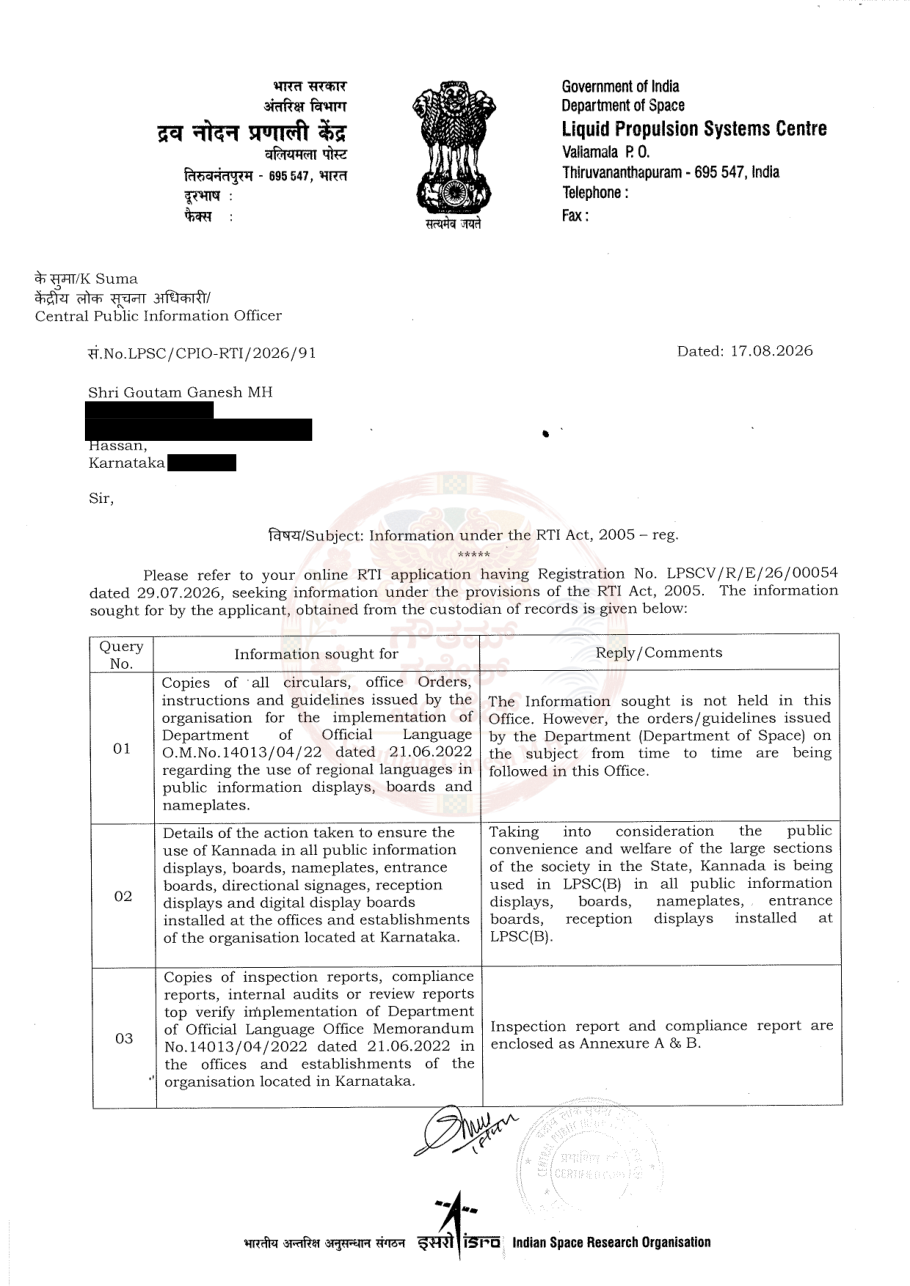 भारत सरकार
अंतरिक्ष विभाग
द्रव नोदन प्रणाली केंद्र
वलियमला पोस्ट
तिरुवनंतपुरम - 695 547, भारत
दूरभाष :
फैक्स :
सत्यमेव जयते
Government of India
Department of Space
Liquid Propulsion Systems Centre
Valiamala P. O.
Thiruvananthapuram - 695 547, India
Telephone :
Fax :
के सुमा/K Suma
केंद्रीय लोक सूचना अधिकारी/
Central Public Information Officer
सं.No.LPSC/CPIO-RTI/2026/91
Dated: 17.08.2026
Shri Goutam Ganesh MH
Hassan,
Karnataka
Sir,
विषय/Subject: Information under the RTI Act, 2005 – reg.
*****
Please refer to your online RTI application having Registration No. LPSCV/R/E/26/00054
dated 29.07.2026, seeking information under the provisions of the RTI Act, 2005. The information
sought for by the applicant, obtained from the custodian of records is given below:
Query
No.
Information sought for
Reply/Comments
01
Copies of all circulars, office Orders,
instructions and guidelines issued by the
organisation for the implementation of
Department of Official Language
O.M.No.14013/04/22 dated 21.06.2022
regarding the use of regional languages in
public information displays, boards and
nameplates.
The Information sought is not held in this
Office. However, the orders/guidelines issued
by the Department (Department of Space) on
the subject from time to time are being
followed in this Office.
02
Details of the action taken to ensure the
use of Kannada in all public information
displays, boards, nameplates, entrance
boards, directional signages, reception
displays and digital display boards
installed at the offices and establishments
of the organisation located at Karnataka.
Taking into consideration the public
convenience and welfare of the large sections
of the society in the State, Kannada is being
used in LPSC(B) in all public information
displays, boards, nameplates, entrance
boards, reception displays installed at
LPSC(B).
03
Copies of inspection reports, compliance
reports, internal audits or review reports
top verify implementation of Department
of Official Language Office Memorandum
No.14013/04/2022 dated 21.06.2022 in
the offices and establishments of the
organisation located in Karnataka.
Inspection report and compliance report are
enclosed as Annexure A & B.
ಗೌತಮ್
ಗಣೇಶ್
CERTIFIED COPY
भारतीय अन्तरिक्ष अनुसन्धान संगठन इसरो isro Indian Space Research Organisation